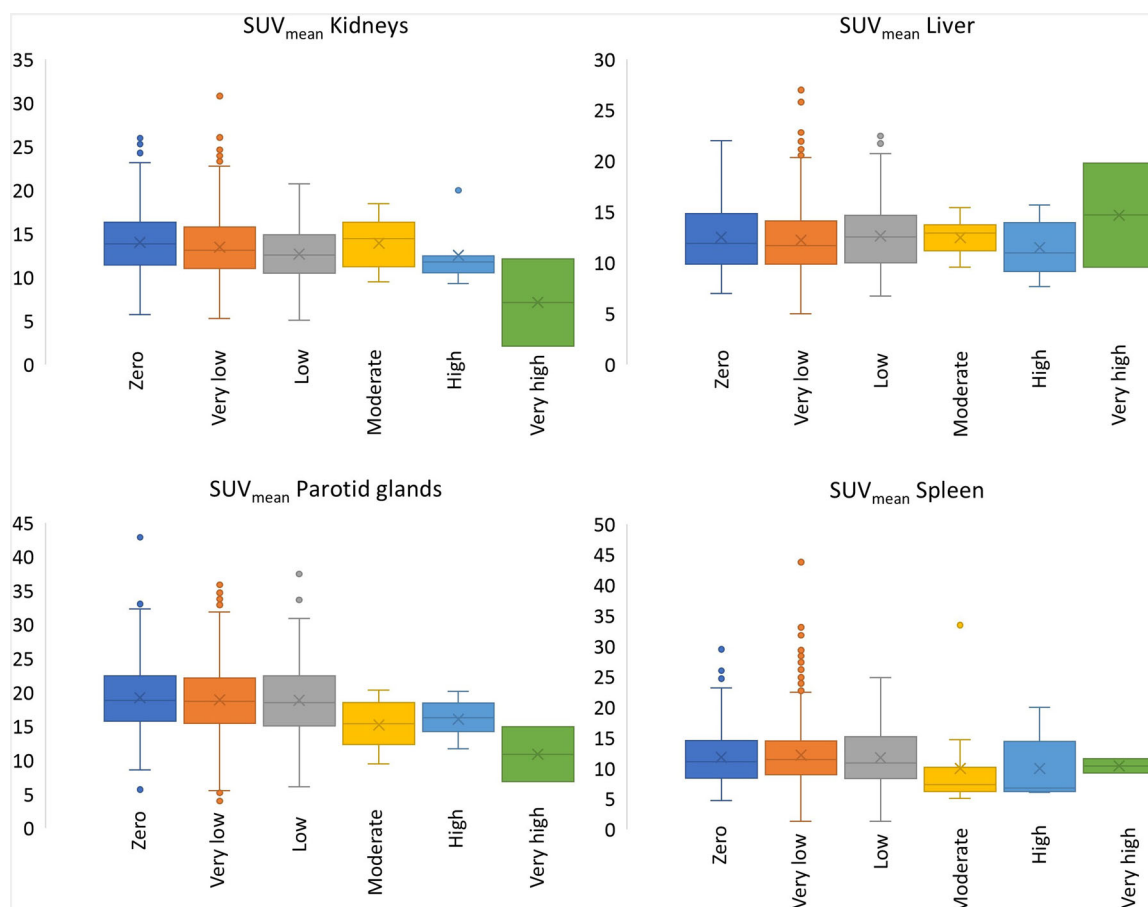 SUVmean Kidneys
35
30
25
20
15
10
5
0
Zero
Very low
Low
Moderate
High
Very high
SUVmean Liver
30
25
20
15
10
5
0
Zero
Very low
Low
Moderate
High
Very high
SUVmean Parotid glands
45
40
35
30
25
20
15
10
5
0
Zero
Very low
Low
Moderate
High
Very high
SUVmean Spleen
50
45
40
35
30
25
20
15
10
5
0
Zero
Very low
Low
Moderate
High
Very high